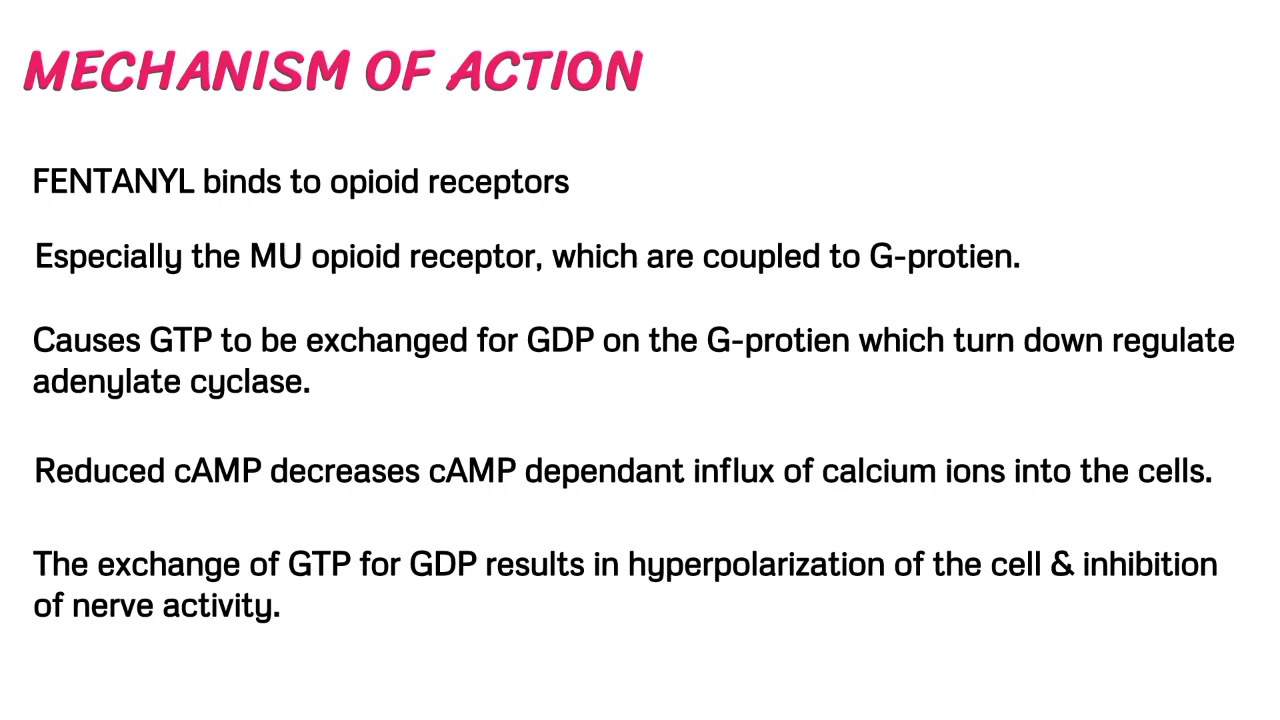 MECHANISM OF ACTION
FENTANYL binds to opioid receptors
Especially the MU opioid receptor, which are coupled to G-protien.
Causes GTP to be exchanged for GDP on the G-protien which turn down regulate
adenylate cyclase.
Reduced cAMP decreases cAMP dependant influx of calcium ions into the cells.
The exchange of GTP for GDP results in hyperpolarization of the cell & inhibition
of nerve activity.